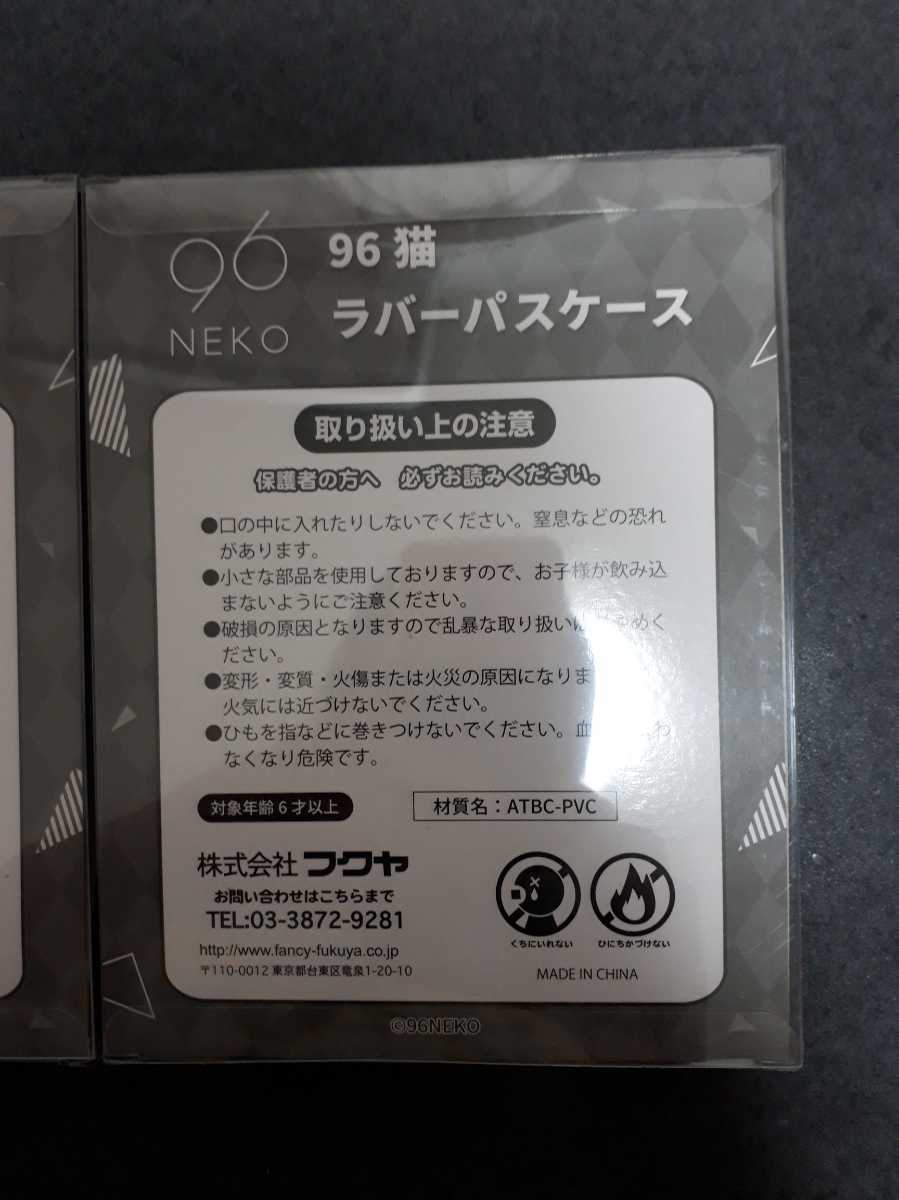 96
NEKO
96 猫
ラバーパスケース
取り扱い上の注意
保護者の方へ 必ずお読みください。
●口の中に入れたりしないでください。窒息などの恐れ
があります。
●小さな部品を使用しておりますので、お子様が飲み込
まないようにご注意ください。
●破損の原因となりますので乱暴な取り扱い めく
ださい。
●変形・変質・火傷または火災の原因になりま
火気には近づけないでください。
●ひもを指などに巻きつけないでください。血 わ
なくなり危険です。
対象年齢 6 才以上
材質名：ATBC-PVC
株式会社 フクヤ
お問い合わせはこちらまで
TEL:03-3872-9281
http://www.fancy-fukuya.co.jp
〒110-0012 東京都台東区竜泉1-20-10
くちにいれない
ひにちかづけない
MADE IN CHINA
©96NEKO